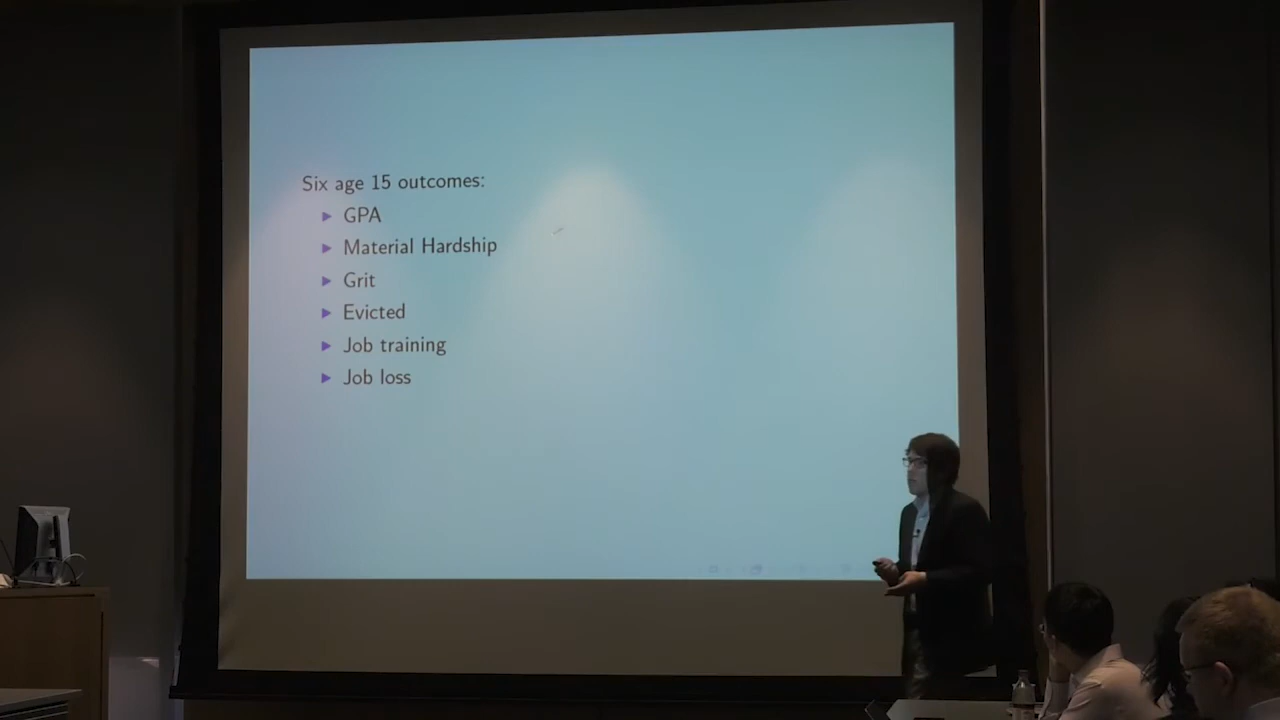 Six age 15 outcomes:
GPA
Material Hardship
Grit
Evicted
Job training
Job loss